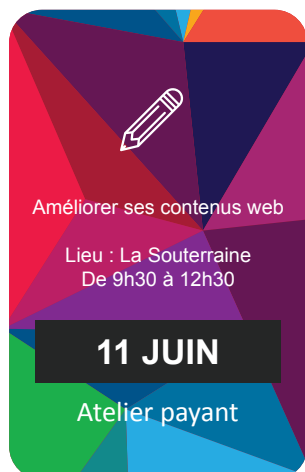 Améliorer ses contenus web
Lieu : La Souterraine
De 9h30 à 12h30
11 JUIN
Atelier payant